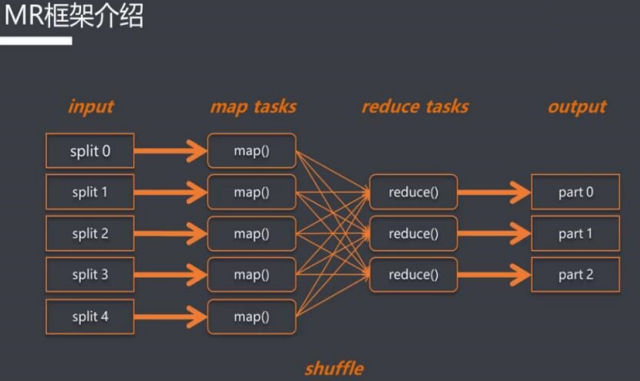 MR框架介绍
input map tasks reduce tasks output
split 0 map()
split 1 map() reduce() part 0
split 2 map() reduce() part 1
split 3 map() reduce() part 2
split 4 map()
shuffle